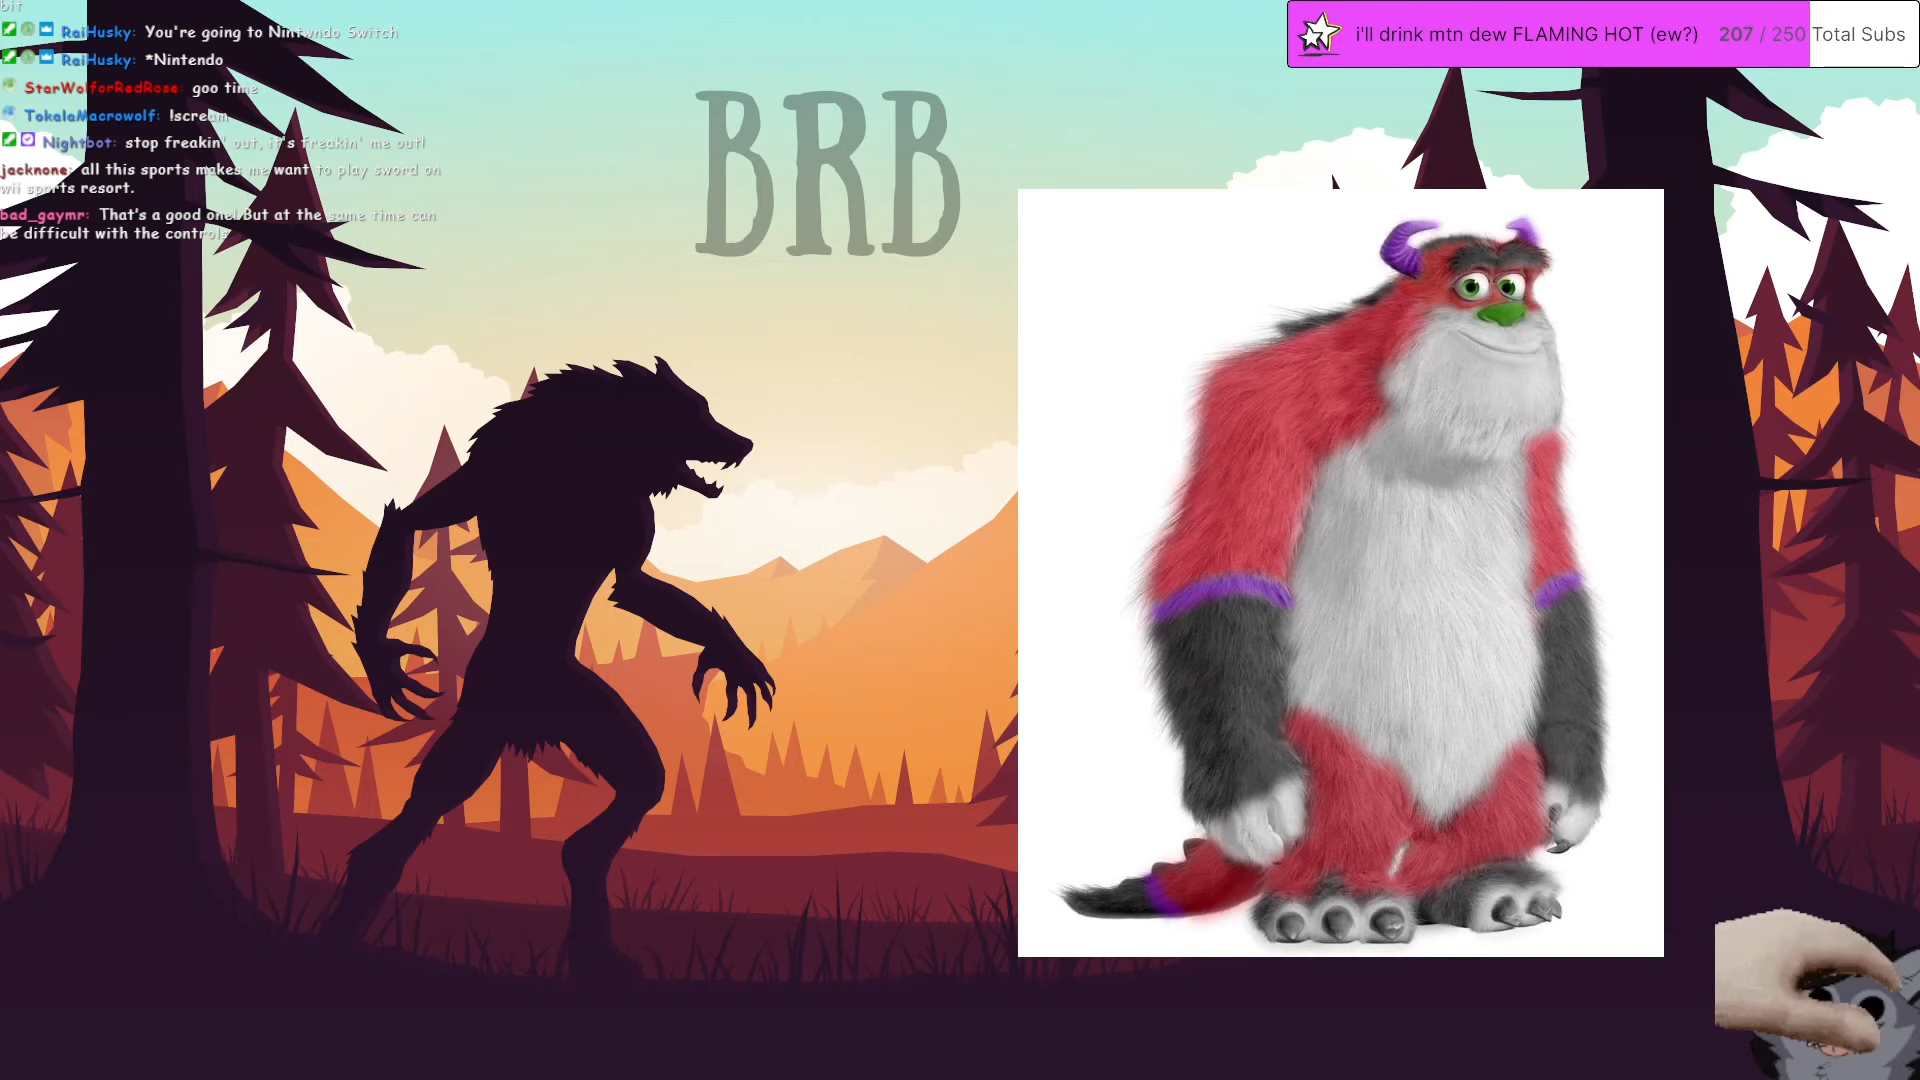 bit
RaiHusky: You're going to Nintwndo Switch
RaiHusky: *Nintendo
StarWolforRedRose: goo time
TokalaMacrowolf: !scream
Nightbot: stop freakin' out, it's freakin' me out!
jacknone: all this sports makes me want to play sword on
wii sports resort.
bad_gaymr: That's a good one! But at the same time can
be difficult with the controls
BRB
i'll drink mtn dew FLAMING HOT (ew?) 207 / 250 Total Subs